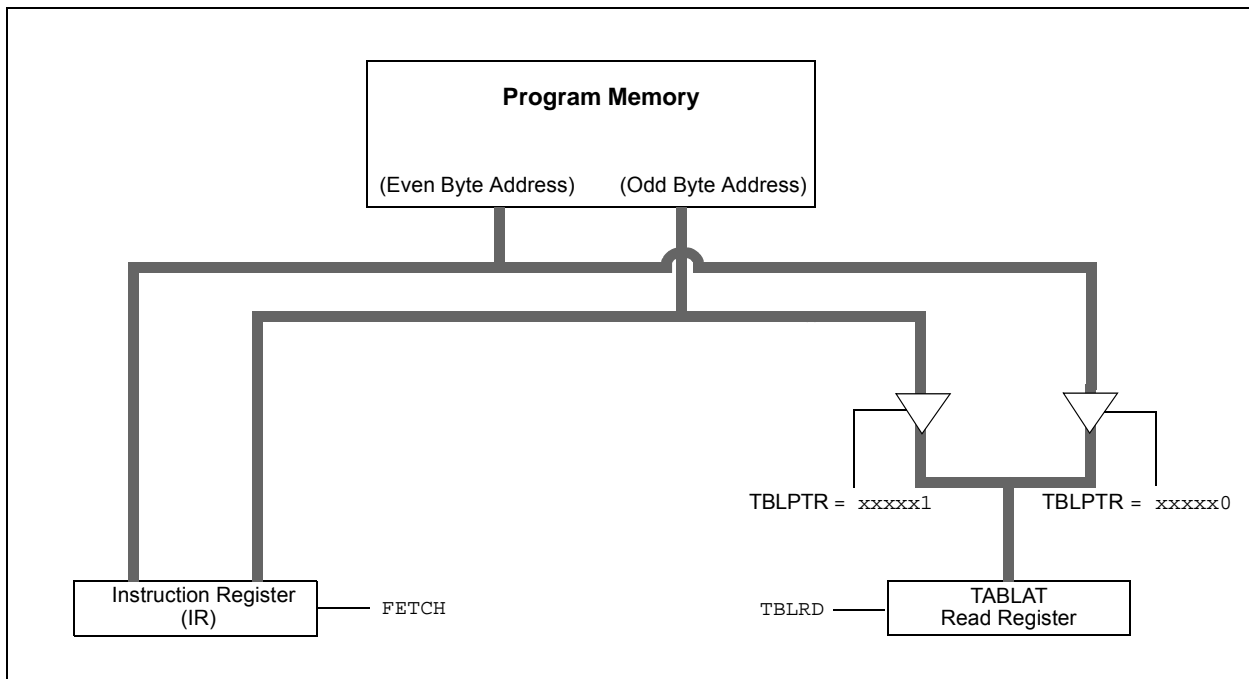 Program Memory
(Even Byte Address) (Odd Byte Address)
TBLPTR = xxxxx1
TBLPTR = xxxxx0
Instruction Register
(IR)
FETCH
TBLRD
TABLAT
Read Register